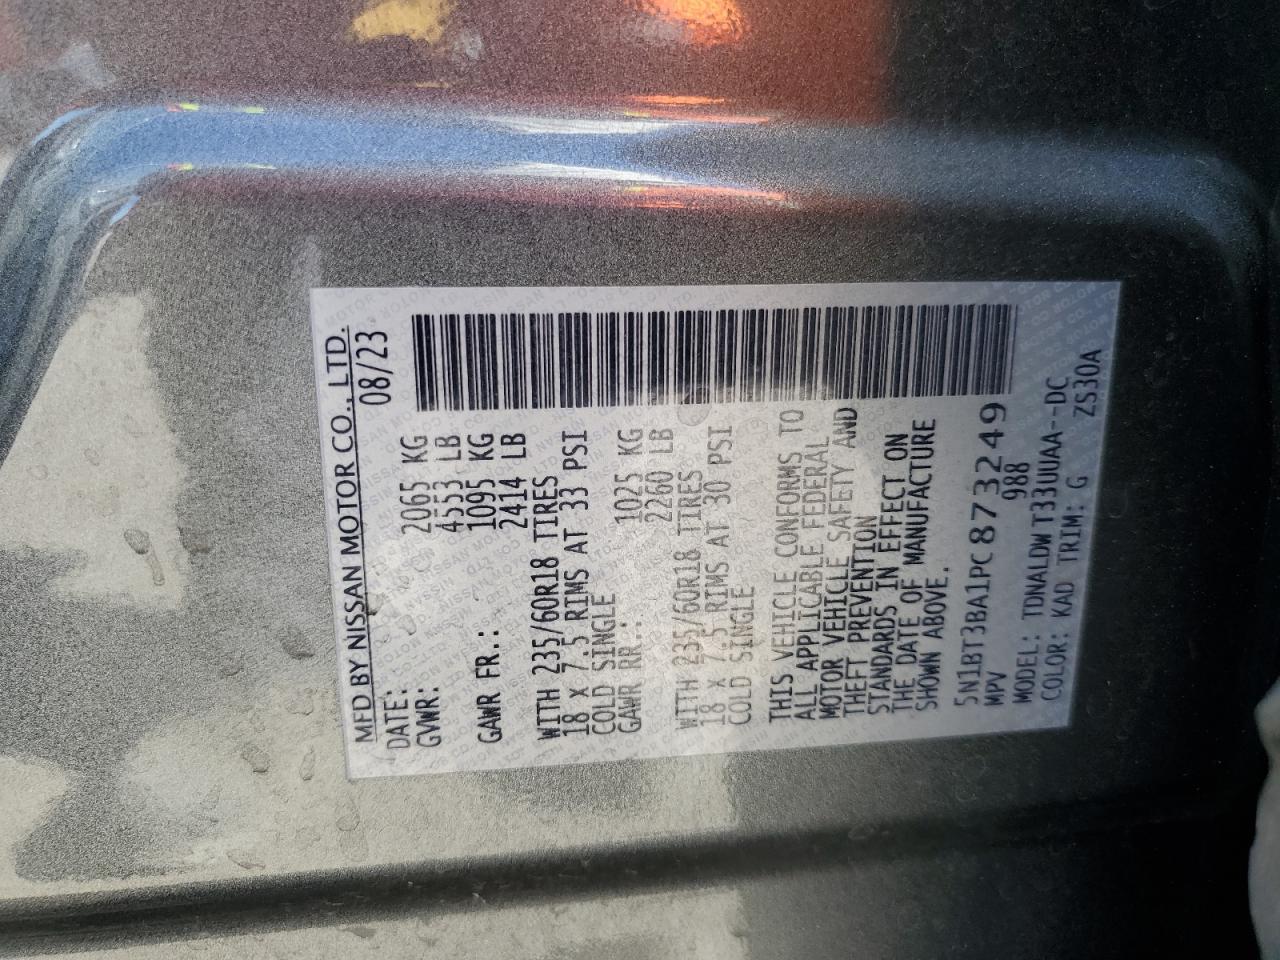 MFD BY NISSAN MOTOR CO., LTD.
DATE: 08/23
GVWR: 2065 KG
4553 LB
GAWR FR.: 1095 KG
2414 LB
WITH 235/60R18 TIRES
18 x 7.5 RIMS AT 33 PSI
COLD SINGLE
GAWR RR.: 1025 KG
2260 LB
WITH 235/60R18 TIRES
18 x 7.5 RIMS AT 30 PSI
COLD SINGLE
THIS VEHICLE CONFORMS TO
ALL APPLICABLE FEDERAL
MOTOR VEHICLE SAFETY AND
THEFT PREVENTION
STANDARDS IN EFFECT ON
THE DATE OF MANUFACTURE
SHOWN ABOVE.
5N1BT3BA1PC873249
MPV 988
MODEL: TDNALDW T33UUAA--DC
COLOR: KAD TRIM: G ZS30A